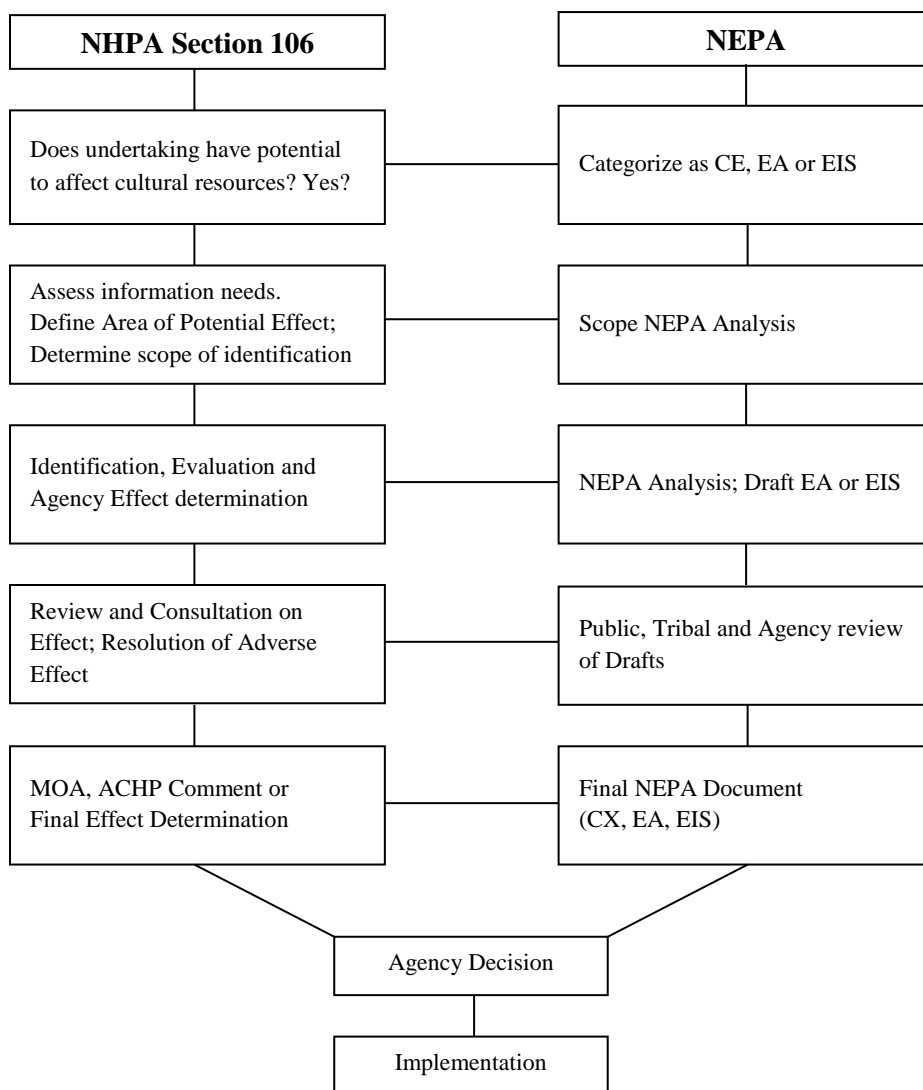 NHPA Section 106
NEPA
Does undertaking have potential
to affect cultural resources? Yes?
Categorize as CE, EA or EIS
Assess information needs.
Define Area of Potential Effect;
Determine scope of identification
Scope NEPA Analysis
Identification, Evaluation and
Agency Effect determination
NEPA Analysis; Draft EA or EIS
Review and Consultation on
Effect; Resolution of Adverse
Effect
Public, Tribal and Agency review
of Drafts
MOA, ACHP Comment or
Final Effect Determination
Final NEPA Document
(CX, EA, EIS)
Agency Decision
Implementation